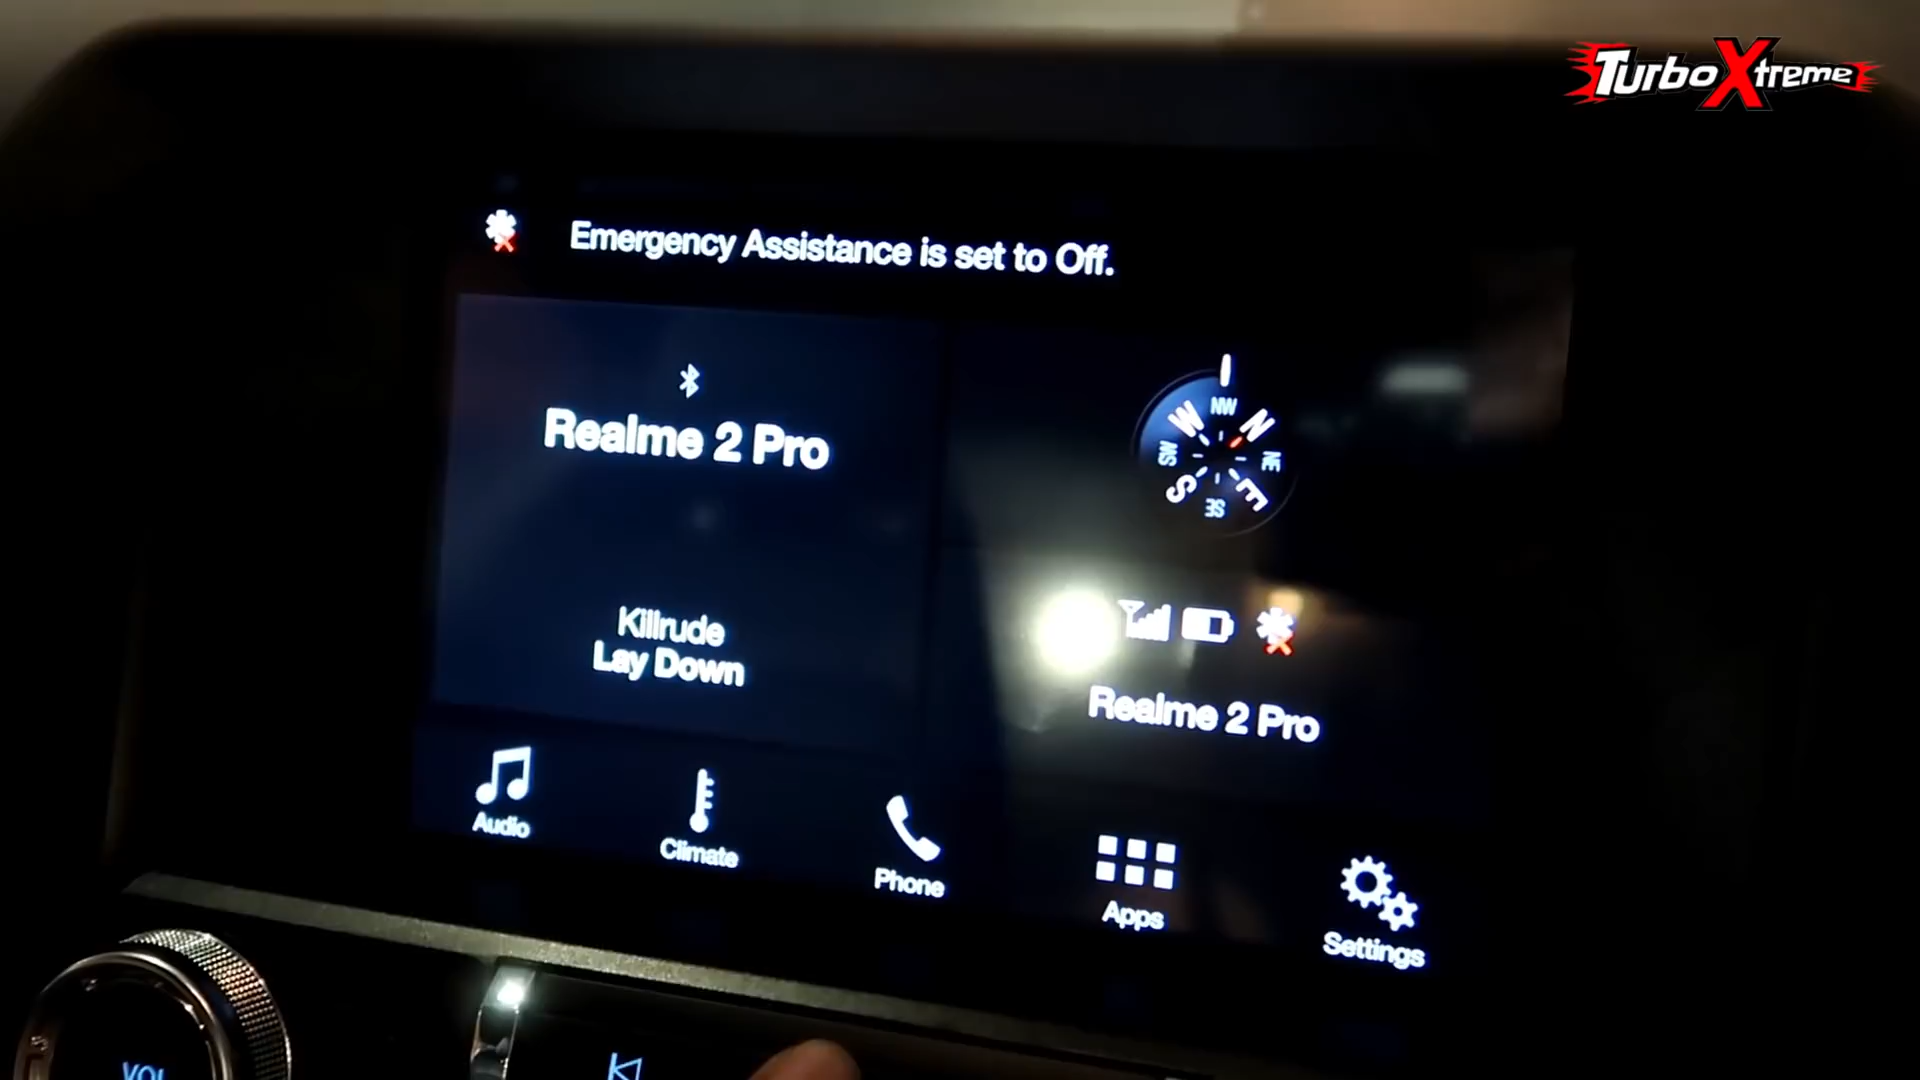 TurboXtreme
Emergency Assistance is set to Off.
Realme 2 Pro
NW
N
NE
E
SE
S
SW
W
Killrude
Lay Down
Realme 2 Pro
Audio
Climate
Phone
Apps
Settings
VOL